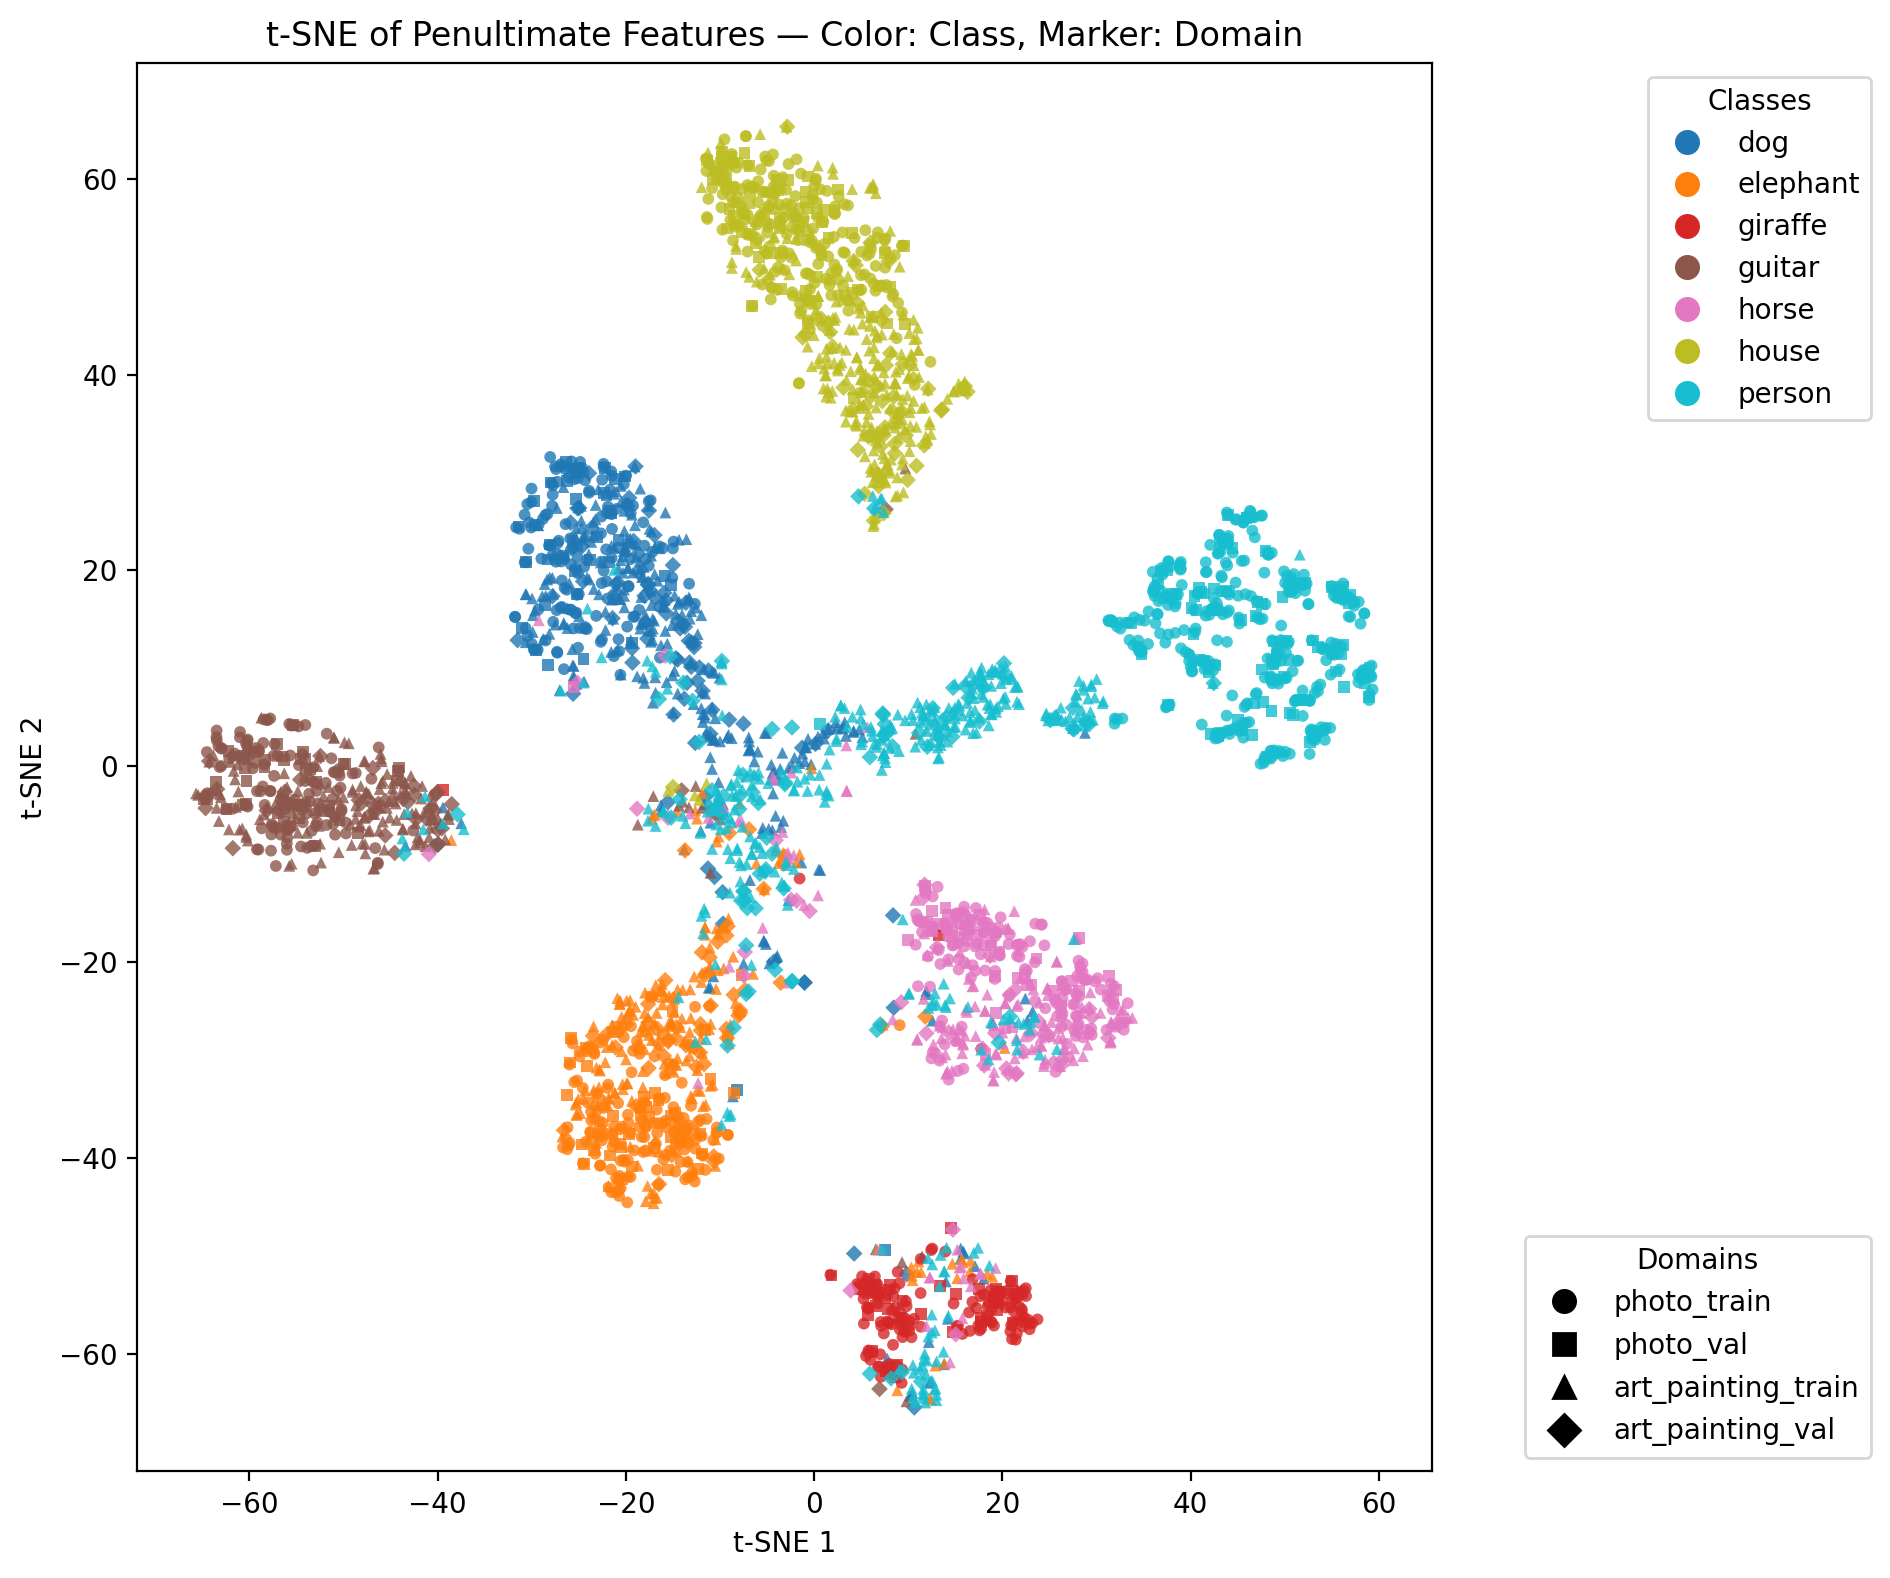 t-SNE of Penultimate Features — Color: Class, Marker: Domain
Classes
dog
elephant
giraffe
guitar
horse
house
person
60
40
20
0
−20
−40
−60
t-SNE 2
−60
−40
−20
0
20
40
60
t-SNE 1
Domains
photo_train
photo_val
art_painting_train
art_painting_val